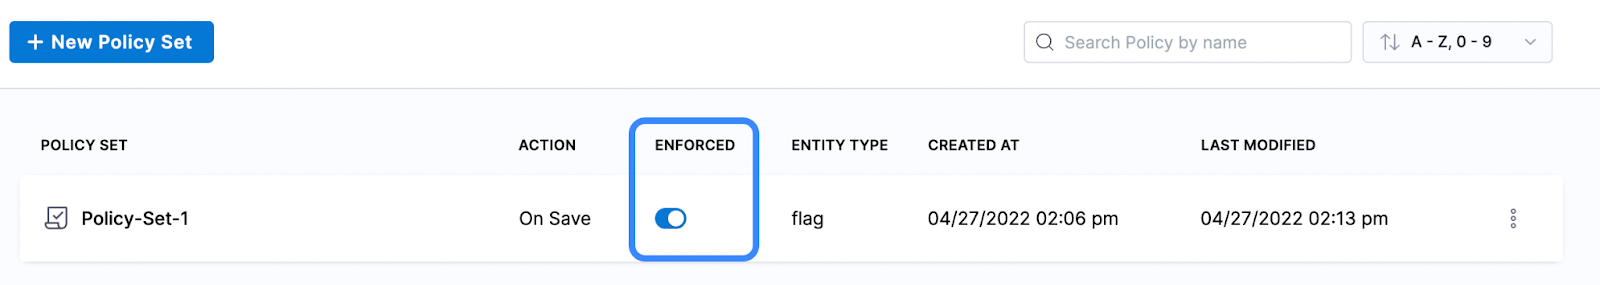 + New Policy Set
Search Policy by name
A - Z, 0 - 9
POLICY SET ACTION ENFORCED ENTITY TYPE CREATED AT LAST MODIFIED
Policy-Set-1 On Save flag 04/27/2022 02:06 pm 04/27/2022 02:13 pm